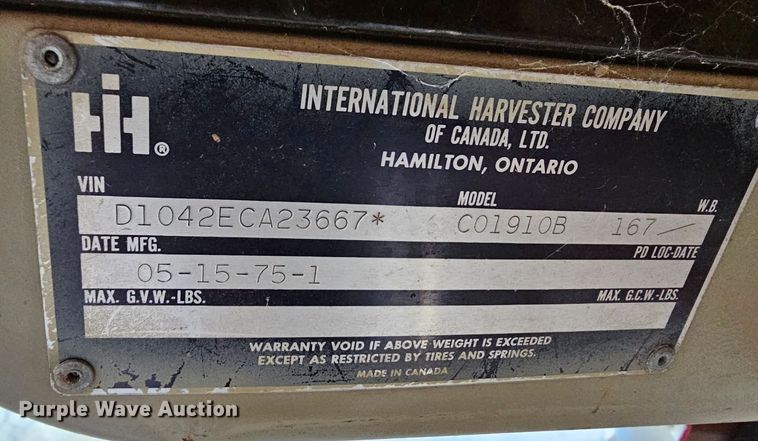 IH®
INTERNATIONAL HARVESTER COMPANY
OF CANADA, LTD.
HAMILTON, ONTARIO
VIN MODEL W.B.
D1042ECA23667* CO1910B 167
DATE MFG. PD LOC-DATE
05-15-75-1
MAX. G.V.W.-LBS. MAX. G.C.W.-LBS.
WARRANTY VOID IF ABOVE WEIGHT IS EXCEEDED
EXCEPT AS RESTRICTED BY TIRES AND SPRINGS.
MADE IN CANADA
Purple Wave Auction